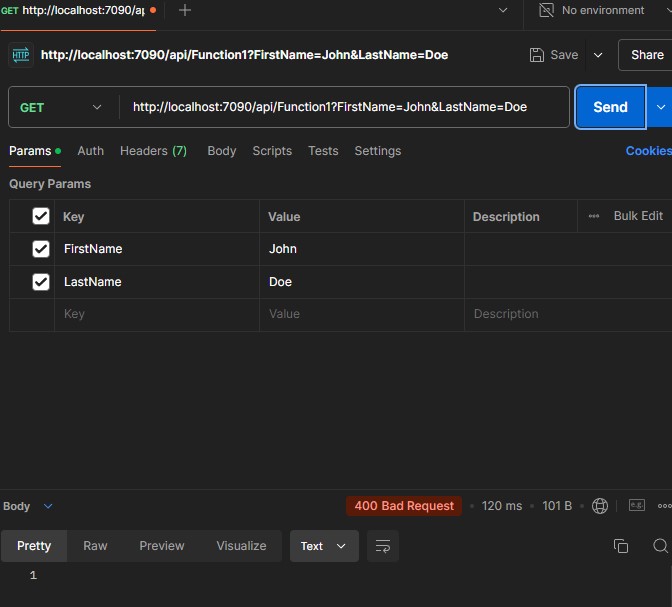 GET http://localhost:7090/ap No environment
HTTP http://localhost:7090/api/Function1?FirstName=John&LastName=Doe Save Share
GET http://localhost:7090/api/Function1?FirstName=John&LastName=Doe Send
Params Auth Headers (7) Body Scripts Tests Settings Cookies
Query Params
Key Value Description Bulk Edit
FirstName John
LastName Doe
Key Value Description
Body 400 Bad Request 120 ms 101 B e.g.
Pretty Raw Preview Visualize Text
1